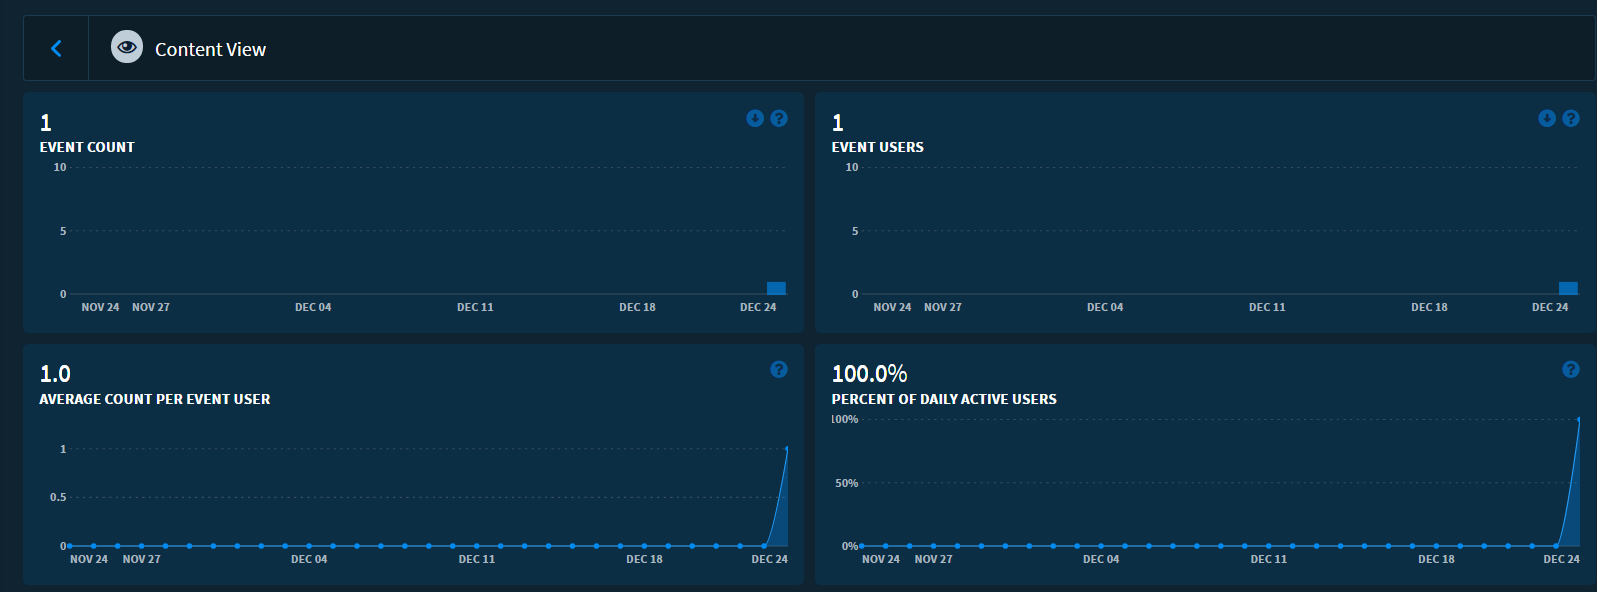 Content View
1
EVENT COUNT
10
5
0
NOV 24 NOV 27 DEC 04 DEC 11 DEC 18 DEC 24
1
EVENT USERS
10
5
0
NOV 24 NOV 27 DEC 04 DEC 11 DEC 18 DEC 24
1.0
AVERAGE COUNT PER EVENT USER
1
0.5
0
NOV 24 NOV 27 DEC 04 DEC 11 DEC 18 DEC 24
100.0%
PERCENT OF DAILY ACTIVE USERS
100%
50%
0%
NOV 24 NOV 27 DEC 04 DEC 11 DEC 18 DEC 24